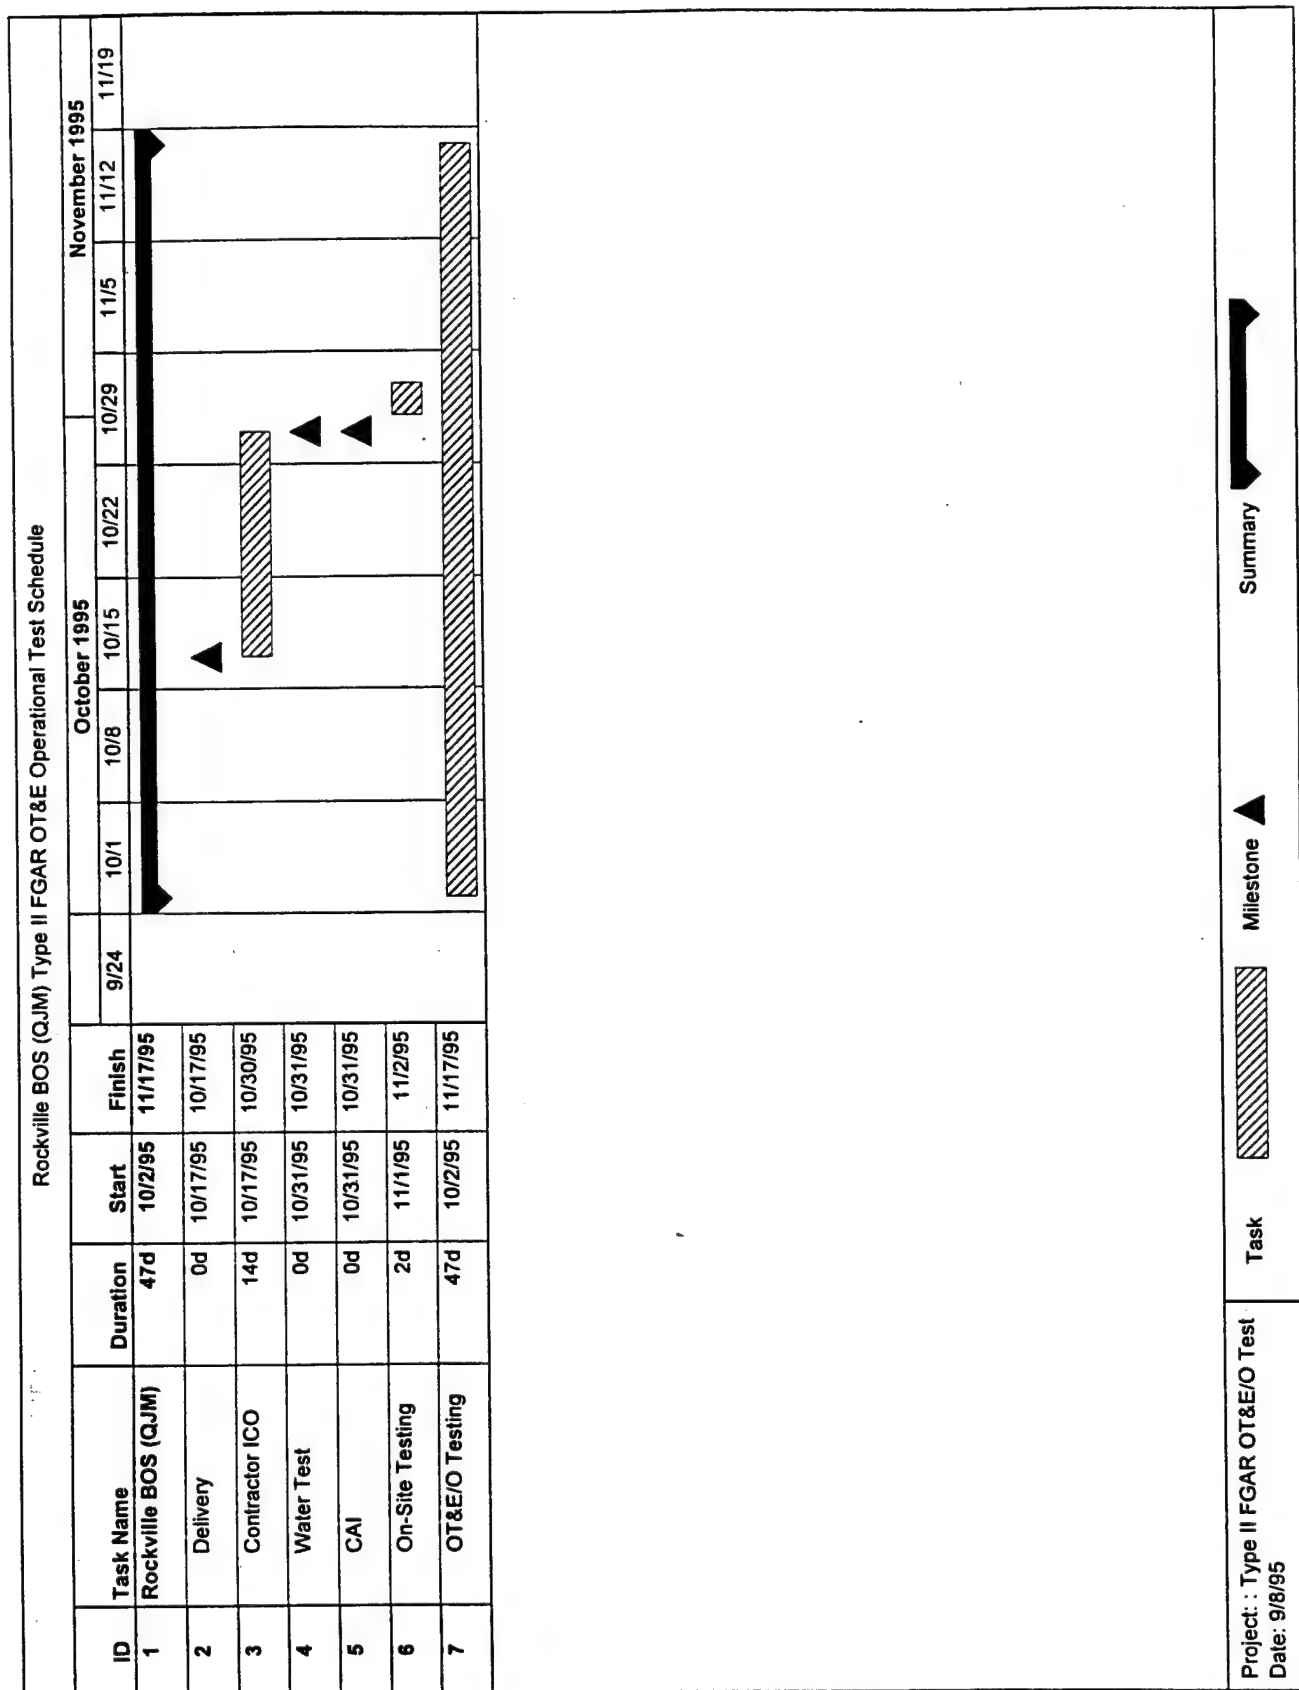 Rockville BOS (QJM) Type II FGAR OT&E Operational Test Schedule
October 1995 November 1995
ID Task Name Duration Start Finish 9/24 10/1 10/8 10/15 10/22 10/29 11/5 11/12 11/19
1 Rockville BOS (QJM) 47d 10/2/95 11/17/95
2 Delivery 0d 10/17/95 10/17/95
3 Contractor ICO 14d 10/17/95 10/30/95
4 Water Test 0d 10/31/95 10/31/95
5 CAI 0d 10/31/95 10/31/95
6 On-Site Testing 2d 11/1/95 11/2/95
7 OT&E/O Testing 47d 10/2/95 11/17/95
Project: : Type II FGAR OT&E/O Test
Date: 9/8/95
Task Milestone Summary